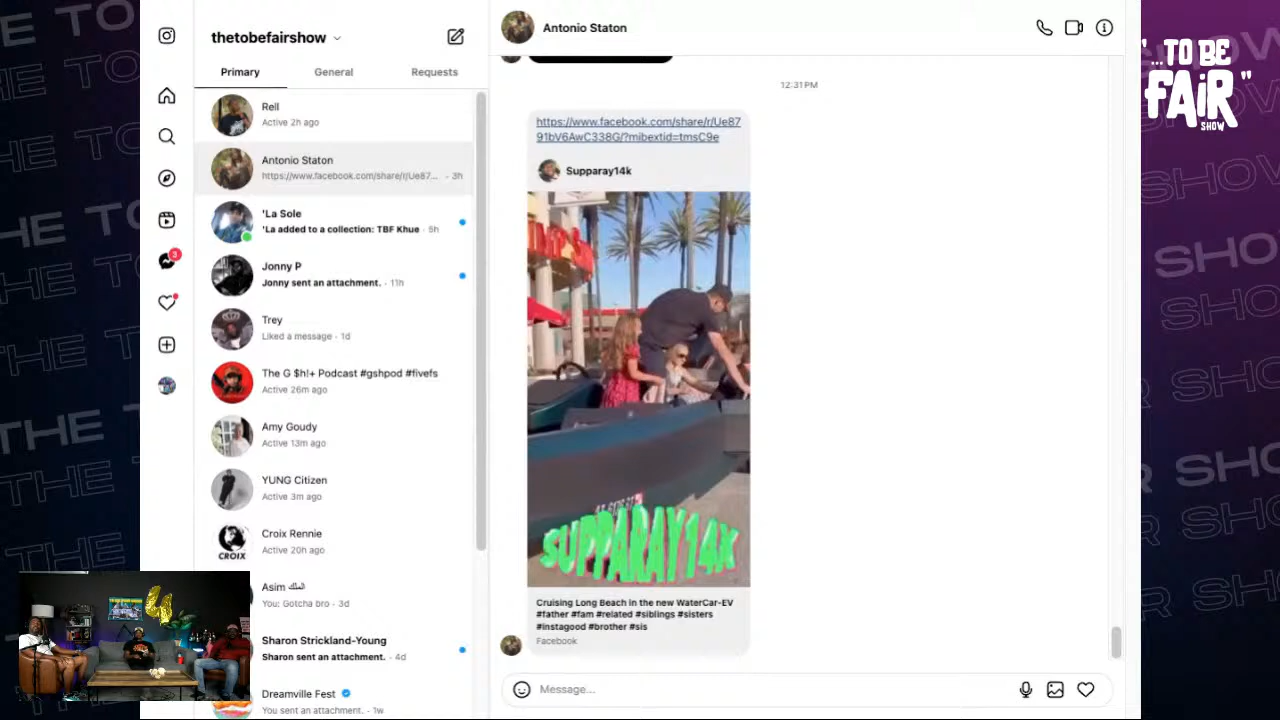 thetobefairshow
Primary
General
Requests
Rell
Active 2h ago
Antonio Staton
https://www.facebook.com/share/r/Ue87... · 3h
'La Sole
'La added to a collection: TBF Khue · 5h
Jonny P
Jonny sent an attachment. · 11h
Trey
Liked a message · 1d
The G $h!+ Podcast #gshpod #fivefs
Active 26m ago
Amy Goudy
Active 13m ago
YUNG Citizen
Active 3m ago
CROIX
Croix Rennie
Active 20h ago
Asim الملك
You: Gotcha bro · 3d
Sharon Strickland-Young
Sharon sent an attachment. · 4d
Dreamville Fest
You sent an attachment. · 1w
3
Antonio Staton
12:31PM
https://www.facebook.com/share/r/Ue87
91bV6AwC338G/?mibextid=tmsC9e
Supparay14k
SUPPARAY14K
Cruising Long Beach in the new WaterCar-EV
#father #fam #related #siblings #sisters
#instagood #brother #sis
Facebook
Message...
"...TO BE
FAiR"
SHOW
THE TO
SHOW